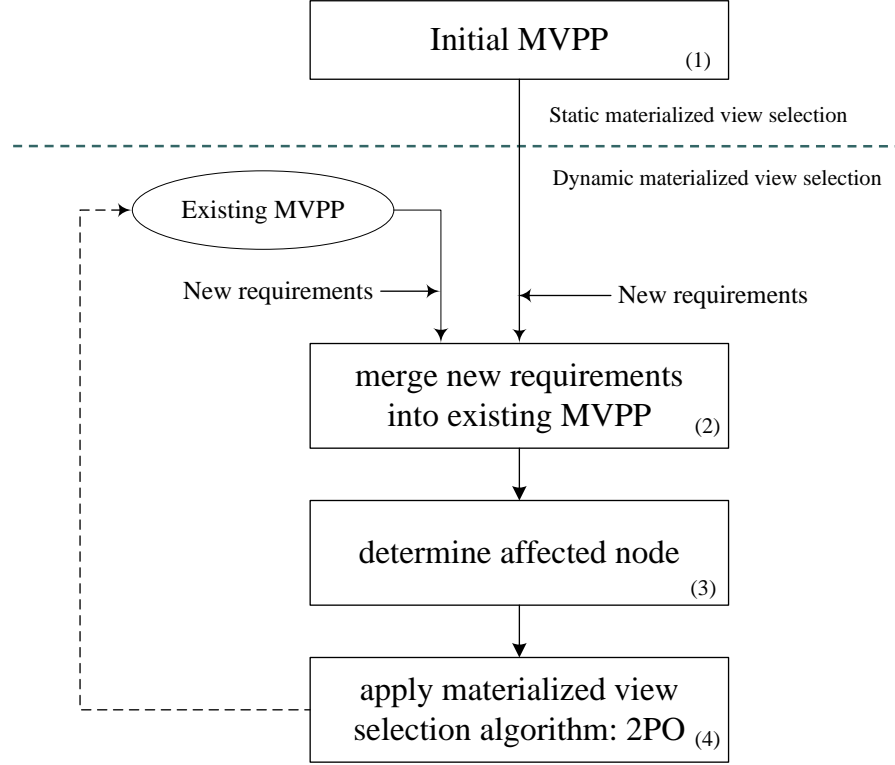 Initial MVPP
(1)
Static materialized view selection
Dynamic materialized view selection
Existing MVPP
New requirements
New requirements
merge new requirements
into existing MVPP
(2)
determine affected node
(3)
apply materialized view
selection algorithm: 2PO
(4)